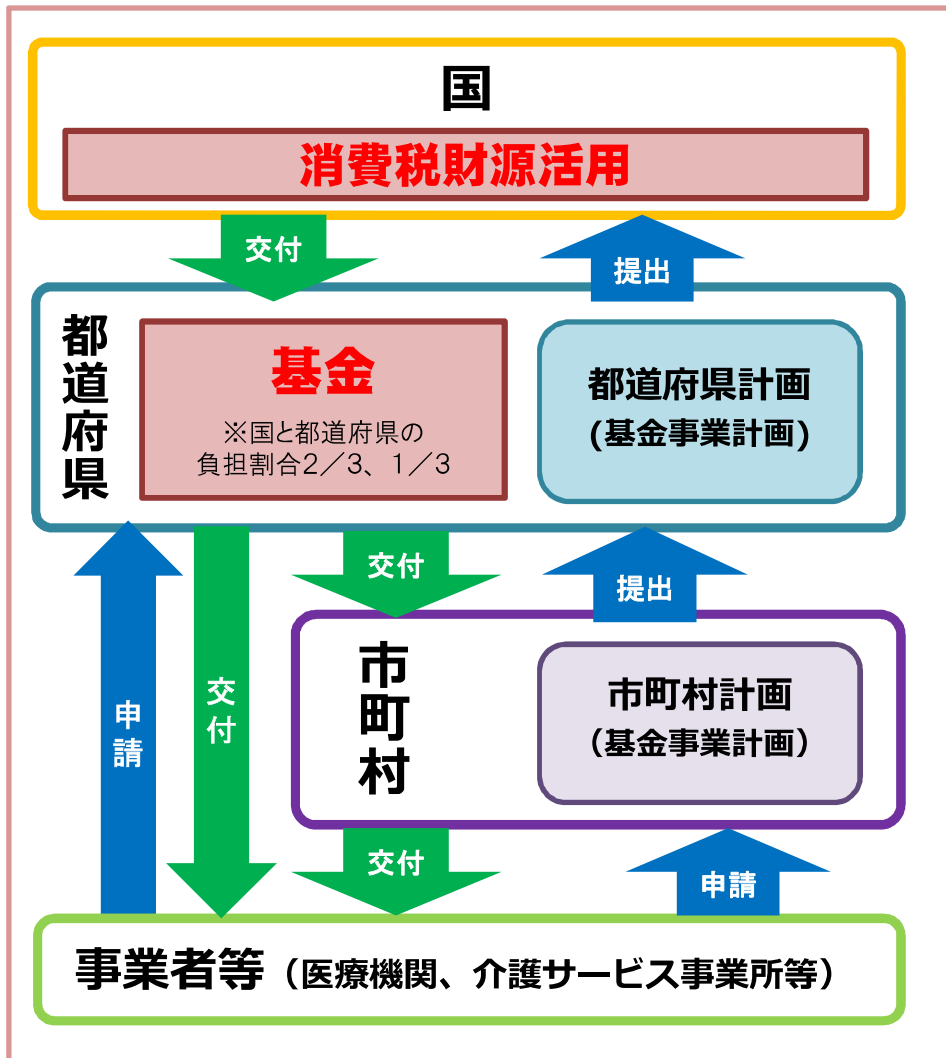 国
消費税財源活用
交付
提出
都道府県
基金
※国と都道府県の
負担割合2／3、1／3
都道府県計画
(基金事業計画)
申請
交付
交付
提出
市町村
市町村計画
（基金事業計画）
交付
申請
事業者等（医療機関、介護サービス事業所等）